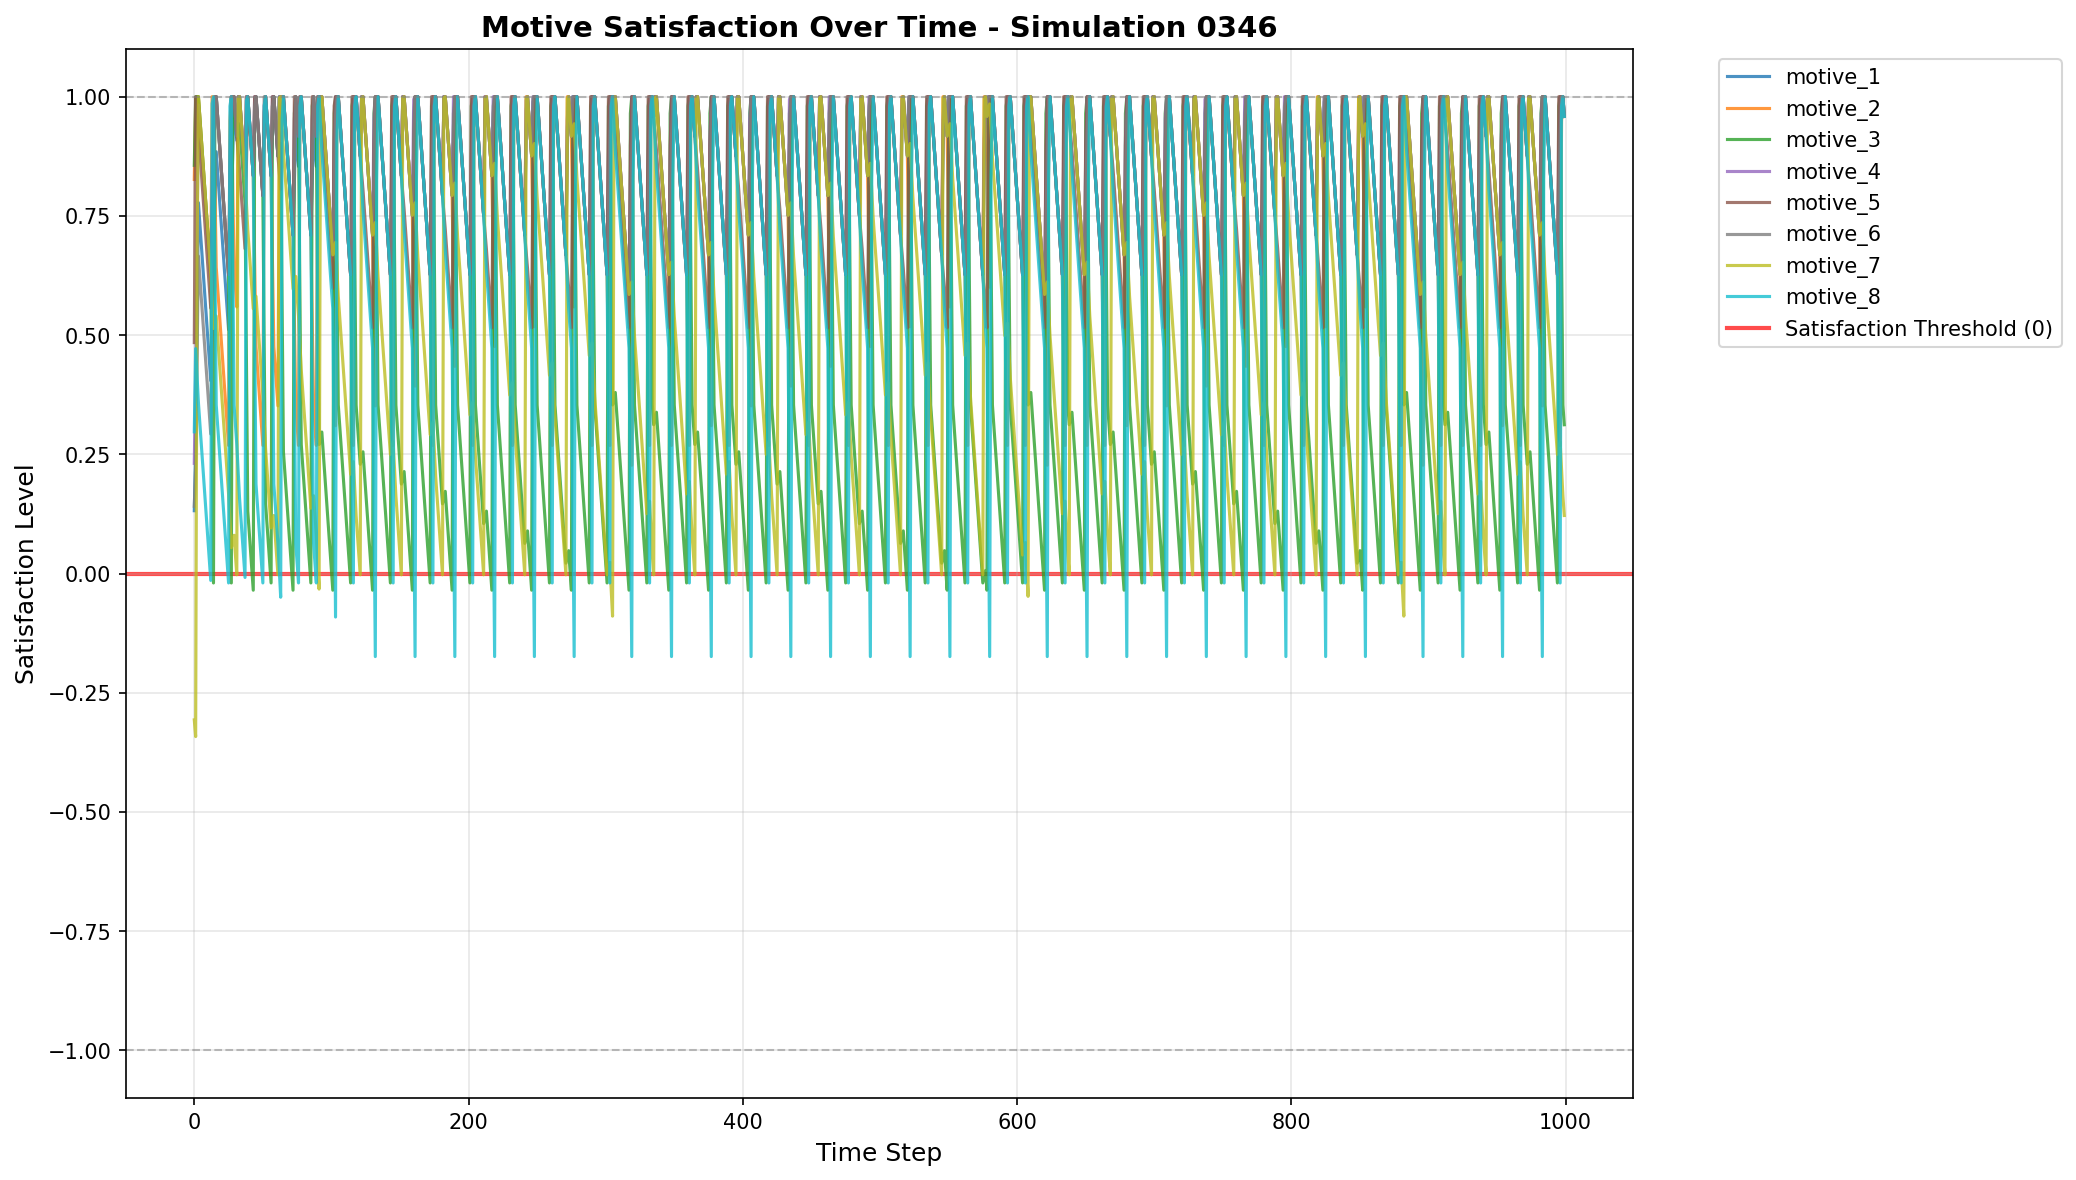 Motive Satisfaction Over Time - Simulation 0346
1.00
0.75
0.50
0.25
0.00
−0.25
−0.50
−0.75
−1.00
Satisfaction Level
0
200
400
600
800
1000
Time Step
motive_1
motive_2
motive_3
motive_4
motive_5
motive_6
motive_7
motive_8
Satisfaction Threshold (0)